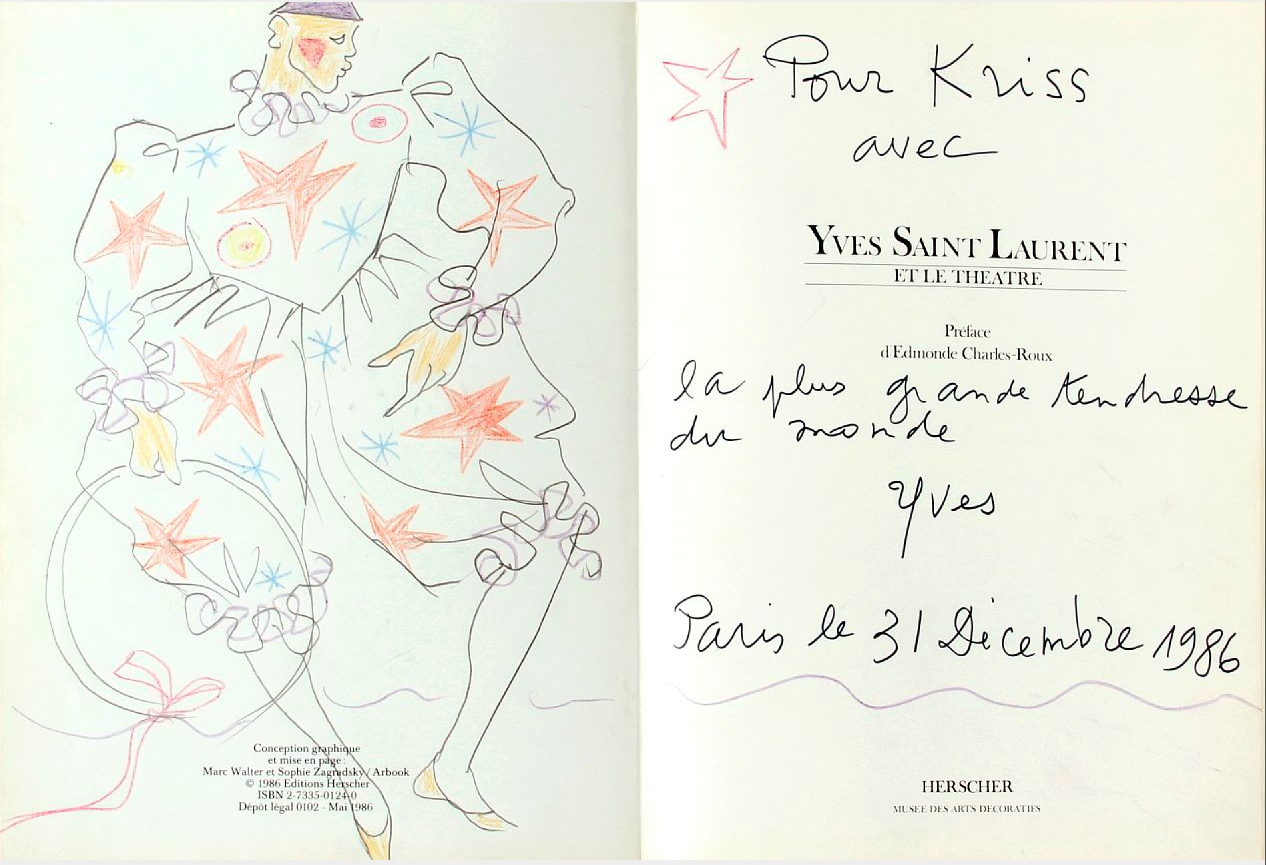 Conception graphique
et mise en page :
Marc Walter et Sophie Zagradsky / Arbook
© 1986 Editions Herscher
ISBN 2-7335-0124-0
Dépôt légal 0102 - Mai 1986
Pour Kriss
avec
YVES SAINT LAURENT
ET LE THEATRE
Préface
d'Edmonde Charles-Roux
la plus grande tendresse
du monde
Yves
Paris le 31 Décembre 1986
HERSCHER
MUSEE DES ARTS DECORATIFS